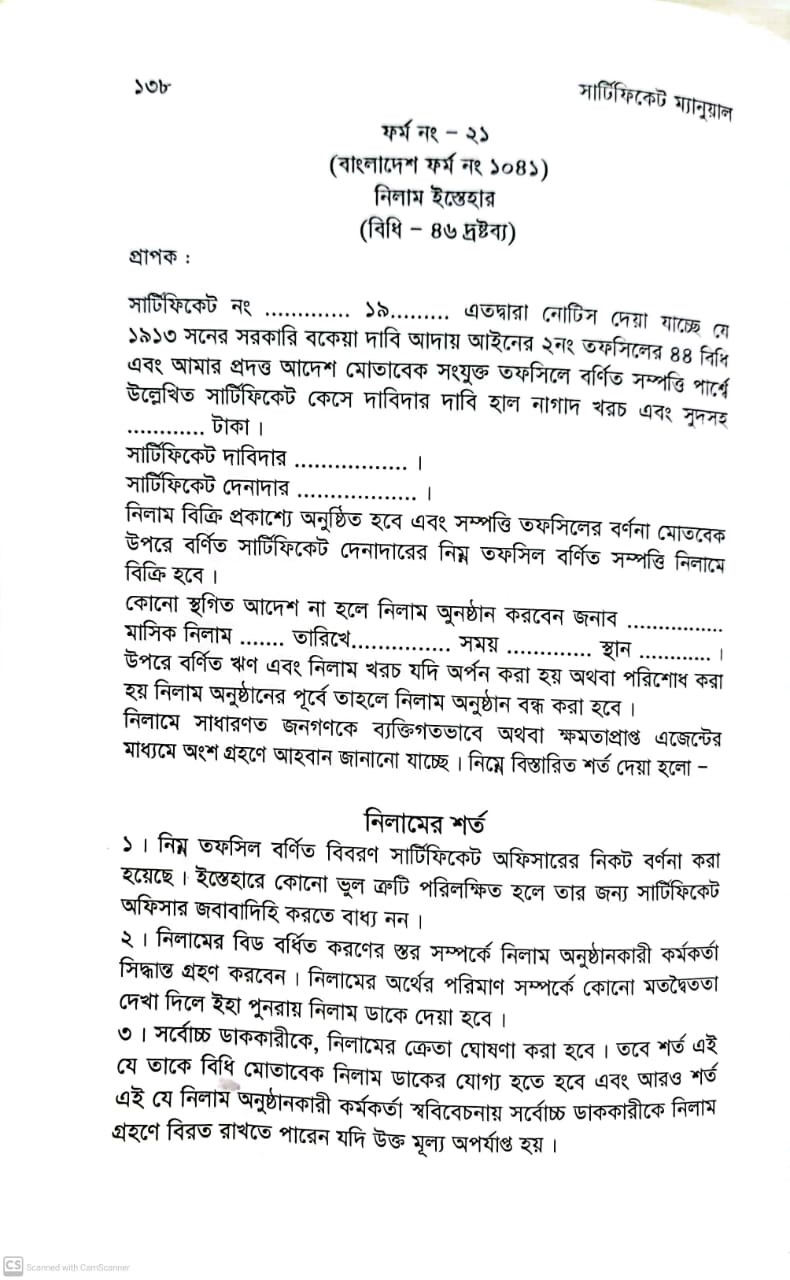 ১৩৮
সার্টিফিকেট ম্যানুয়াল
ফর্ম নং – ২১
(বাংলাদেশ ফর্ম নং ১০৪১)
নিলাম ইস্তেহার
(বিধি – ৪৬ দ্রষ্টব্য)
প্রাপক :
সার্টিফিকেট নং ............. ১৯......... এতদ্বারা নোটিস দেয়া যাচ্ছে যে
১৯১৩ সনের সরকারি বকেয়া দাবি আদায় আইনের ২নং তফসিলের ৪৪ বিধি
এবং আমার প্রদত্ত আদেশ মোতাবেক সংযুক্ত তফসিলে বর্ণিত সম্পত্তি পার্শ্বে
উল্লেখিত সার্টিফিকেট কেসে দাবিদার দাবি হাল নাগাদ খরচ এবং সুদসহ
............ টাকা ।
সার্টিফিকেট দাবিদার ................. ।
সার্টিফিকেট দেনাদার .................. ।
নিলাম বিক্রি প্রকাশ্যে অনুষ্ঠিত হবে এবং সম্পত্তি তফসিলের বর্ণনা মোতবেক
উপরে বর্ণিত সার্টিফিকেট দেনাদারের নিম্ন তফসিল বর্ণিত সম্পত্তি নিলামে
বিক্রি হবে ।
কোনো স্থগিত আদেশ না হলে নিলাম অুনষ্ঠান করবেন জনাব ...............
মাসিক নিলাম ....... তারিখে............... সময় ............. স্থান ........... ।
উপরে বর্ণিত ঋণ এবং নিলাম খরচ যদি অর্পন করা হয় অথবা পরিশোধ করা
হয় নিলাম অনুষ্ঠানের পূর্বে তাহলে নিলাম অনুষ্ঠান বন্ধ করা হবে ।
নিলামে সাধারণত জনগণকে ব্যক্তিগতভাবে অথবা ক্ষমতাপ্রাপ্ত এজেন্টের
মাধ্যমে অংশ গ্রহণে আহবান জানানো যাচ্ছে । নিম্নে বিস্তারিত শর্ত দেয়া হলো –
নিলামের শর্ত
১ । নিম্ন তফসিল বর্ণিত বিবরণ সার্টিফিকেট অফিসারের নিকট বর্ণনা করা
হয়েছে । ইস্তেহারে কোনো ভুল ত্রুটি পরিলক্ষিত হলে তার জন্য সার্টিফিকেট
অফিসার জবাবাদিহি করতে বাধ্য নন ।
২ । নিলামের বিড বর্ধিত করণের স্তর সম্পর্কে নিলাম অনুষ্ঠানকারী কর্মকর্তা
সিদ্ধান্ত গ্রহণ করবেন । নিলামের অর্থের পরিমাণ সম্পর্কে কোনো মতদ্বৈততা
দেখা দিলে ইহা পুনরায় নিলাম ডাকে দেয়া হবে ।
৩ । সর্বোচ্চ ডাককারীকে, নিলামের ক্রেতা ঘোষণা করা হবে । তবে শর্ত এই
যে তাকে বিধি মোতাবেক নিলাম ডাকের যোগ্য হতে হবে এবং আরও শর্ত
এই যে নিলাম অনুষ্ঠানকারী কর্মকর্তা স্ববিবেচনায় সর্বোচ্চ ডাককারীকে নিলাম
গ্রহণে বিরত রাখতে পারেন যদি উক্ত মূল্য অপর্যাপ্ত হয় ।
CS Scanned with CamScanner